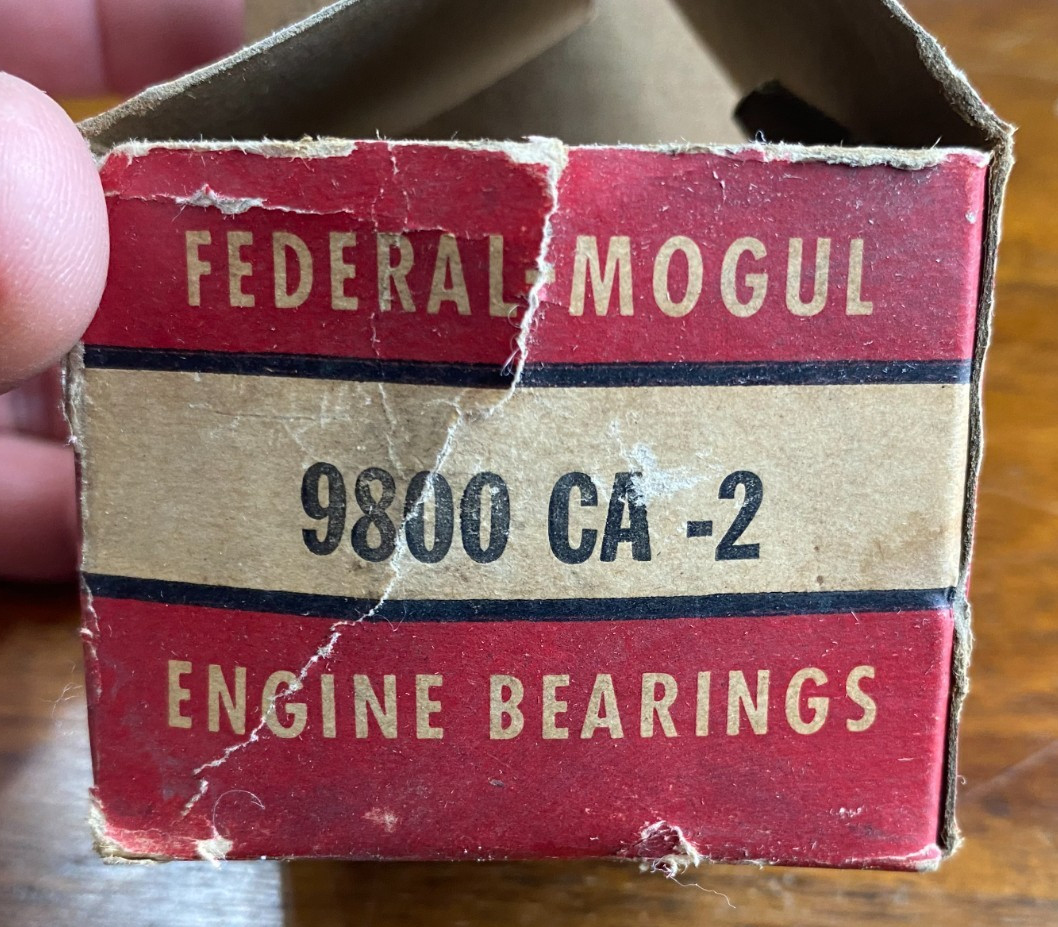 FEDERAL-MOGUL
9800 CA -2
ENGINE BEARINGS